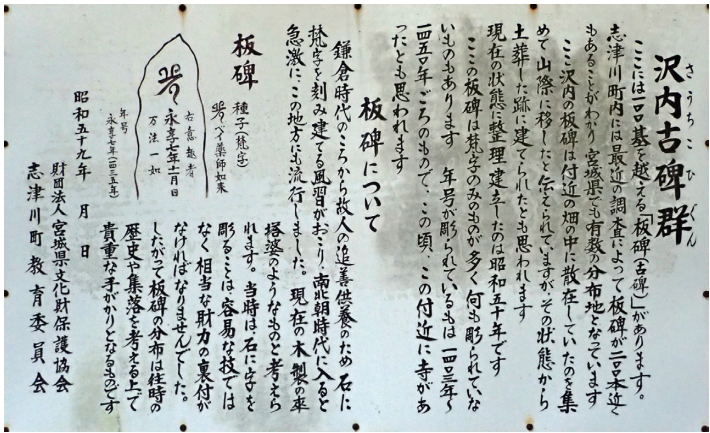 さうちこひぐん
沢内古碑群
ここには一一〇基を越える「板碑（古碑）」があります。
志津川町内には最近の調査によって板碑が二〇〇本近く
もあることがわかり宮城県でも有数の分布地となっています
ここ沢内の板碑は付近の畑の中に散在していたのを集
めて山際に移したと伝えられていますが、その状態から
土葬した跡に建てられたとも思われます
現在の状態に整理建立したのは昭和五十年です
ここの板碑は梵字のみのものが多く何も彫られていな
いものもあります　年号が彫られているものは一四〇三年〜
一四五〇年ごろのもので、この頃、この付近に寺があ
ったとも思われます
板碑について
鎌倉時代のころから故人の追善供養のため石に
梵字を刻み建てる風習がおこり、南北朝時代に入ると
急激に、この地方にも流行しました。現在の木製の率
塔婆のようなものと考えら
れます。当時は、石に字を
彫ることは、容易な技では
なく相当な財力の裏付が
なければなりませんでした。
したがって板碑の分布は往時の
歴史や集落を考える上で
貴重な手がかりとなるものです
板碑
種子（梵字）
バイ 薬師如来
右意趣者
永享七年十一月日
万法一如
年号
永享七年（一四三五年）
昭和五十九年　月　日
財団法人宮城県文化財保護協会
志津川町教育委員会